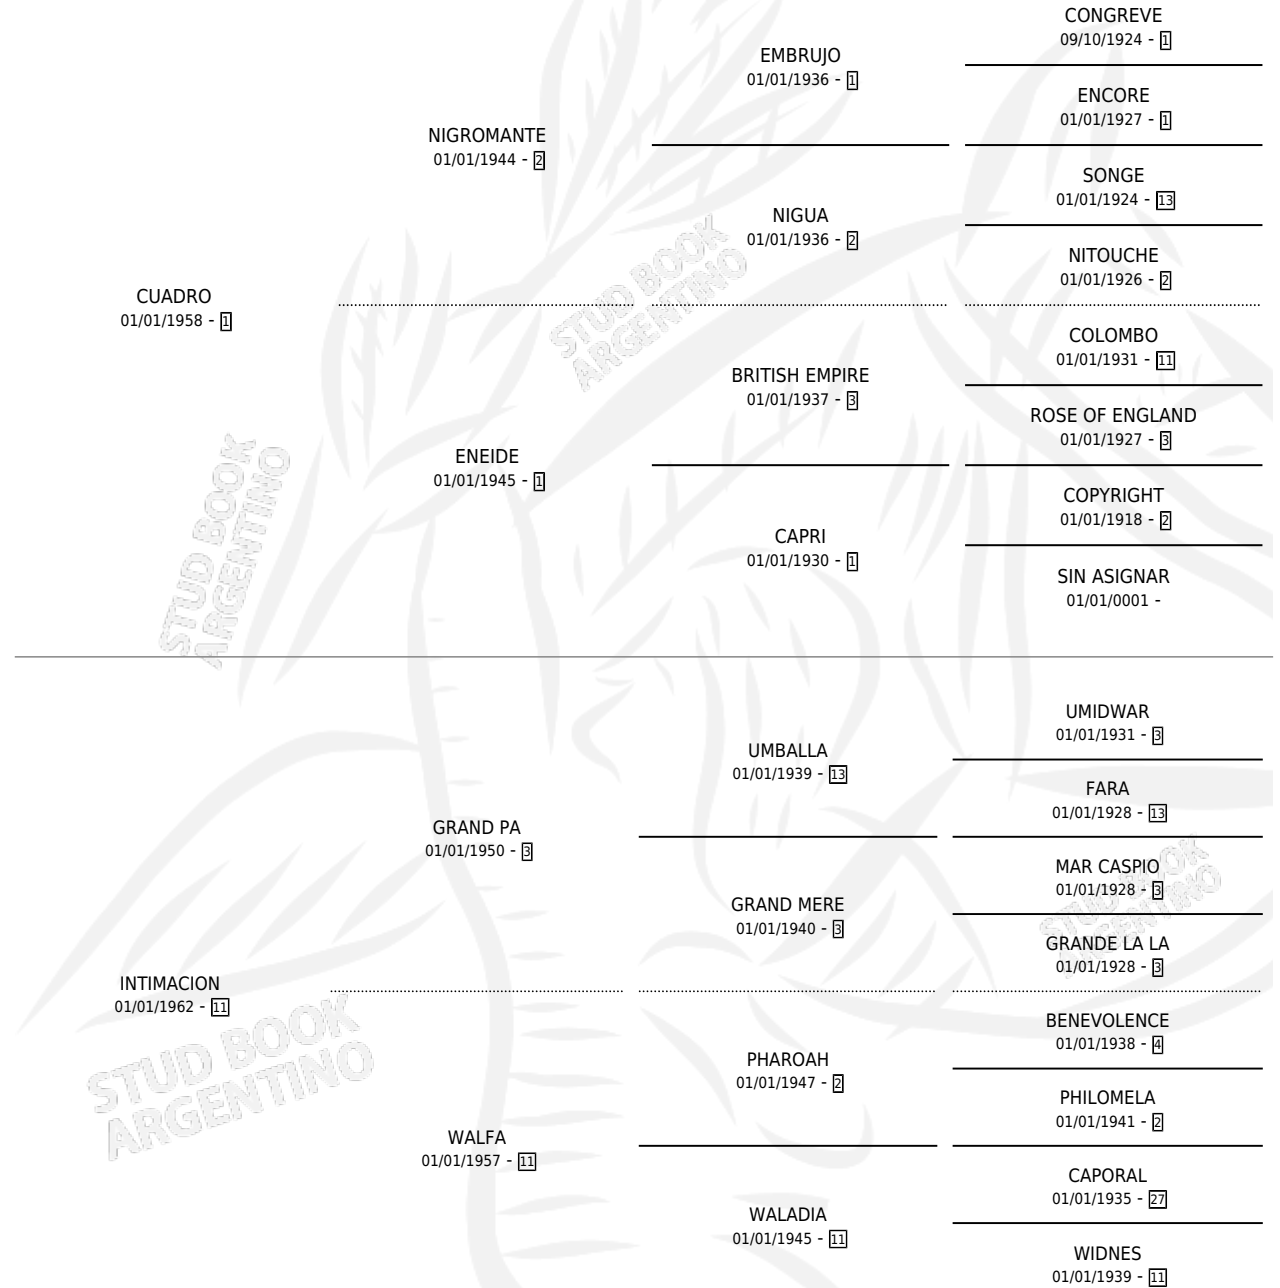 CONGREVE
09/10/1924 - 1
EMBRUJO
01/01/1936 - 1
ENCORE
01/01/1927 - 1
NIGROMANTE
01/01/1944 - 2
SONGE
01/01/1924 - 13
NIGUA
01/01/1936 - 2
NITOUCHE
01/01/1926 - 2
CUADRO
01/01/1958 - 1
COLOMBO
01/01/1931 - 11
BRITISH EMPIRE
01/01/1937 - 3
ROSE OF ENGLAND
01/01/1927 - 3
ENEIDE
01/01/1945 - 1
COPYRIGHT
01/01/1918 - 2
CAPRI
01/01/1930 - 1
SIN ASIGNAR
01/01/0001 -
UMIDWAR
01/01/1931 - 3
UMBALLA
01/01/1939 - 13
FARA
01/01/1928 - 13
GRAND PA
01/01/1950 - 3
MAR CASPIO
01/01/1928 - 3
GRAND MERE
01/01/1940 - 3
GRANDE LA LA
01/01/1928 - 3
INTIMACION
01/01/1962 - 11
BENEVOLENCE
01/01/1938 - 4
PHAROAH
01/01/1947 - 2
PHILOMELA
01/01/1941 - 2
WALFA
01/01/1957 - 11
CAPORAL
01/01/1935 - 27
WALADIA
01/01/1945 - 11
WIDNES
01/01/1939 - 11
STUD BOOK
ARGENTINO
STUD BOOK
ARGENTINO
STUD BOOK
ARGENTINO
STUD BOOK
ARGENTINO